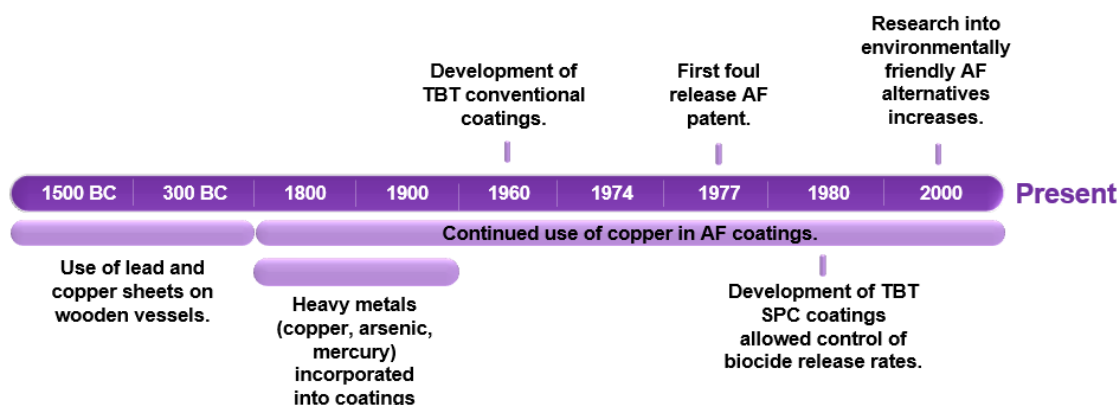 Development of
TBT conventional
coatings.
First foul
release AF
patent.
Research into
environmentally
friendly AF
alternatives
increases.
1500 BC 300 BC 1800 1900 1960 1974 1977 1980 2000 Present
Continued use of copper in AF coatings.
Use of lead and
copper sheets on
wooden vessels.
Heavy metals
(copper, arsenic,
mercury)
incorporated
into coatings
Development of TBT
SPC coatings
allowed control of
biocide release rates.